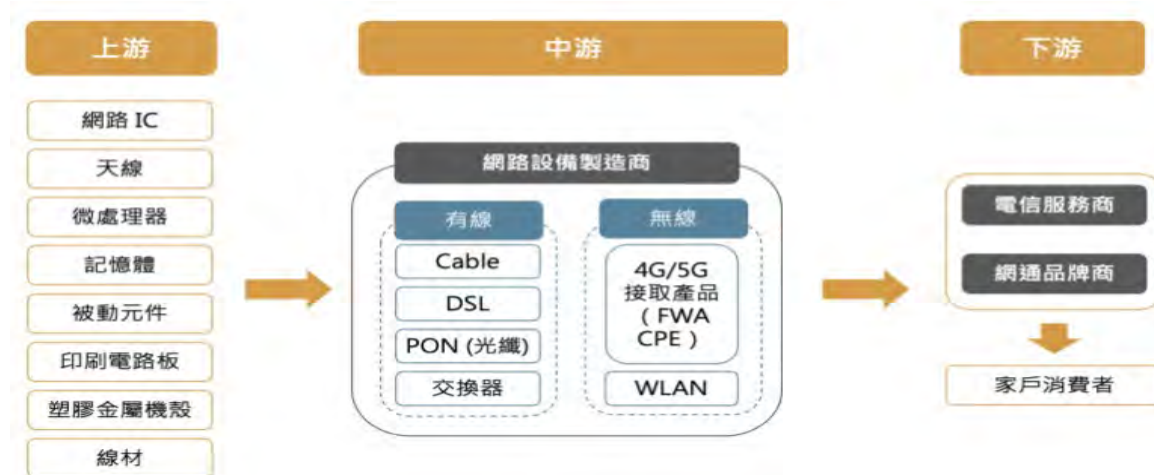 上游
網路 IC
天線
微處理器
記憶體
被動元件
印刷電路板
塑膠金屬機殼
線材
中游
網路設備製造商
有線
Cable
DSL
PON (光纖)
交換器
無線
4G/5G
接取產品
( FWA
CPE )
WLAN
下游
電信服務商
網通品牌商
家戶消費者